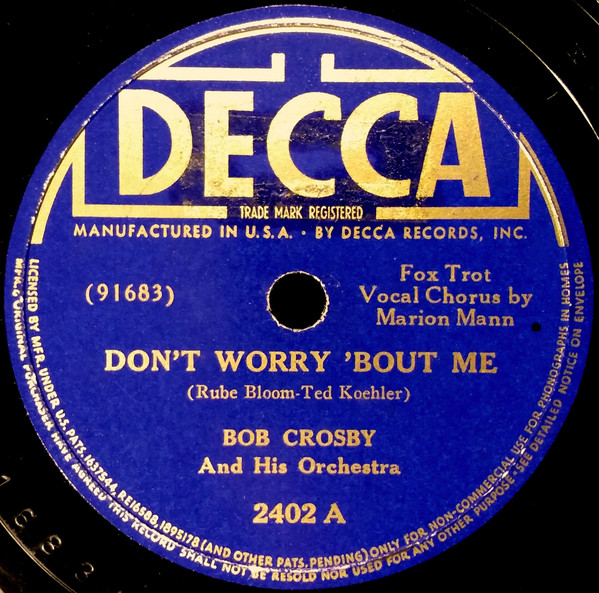 DECCA
TRADE MARK REGISTERED
MANUFACTURED IN U.S.A. • BY DECCA RECORDS, INC.
(91683)
Fox Trot
Vocal Chorus by
Marion Mann
DON'T WORRY 'BOUT ME
(Rube Bloom-Ted Koehler)
BOB CROSBY
And His Orchestra
2402 A
LICENSED BY MFR. UNDER U.S. PATS. 1637544, RE16588, 1895178 (AND OTHER PATS. PENDING) ONLY FOR NON-COMMERCIAL USE FOR PHONOGRAPHS IN HOMES
MFR. & ORIGINAL PURCHASER HAVE AGREED THIS RECORD SHALL NOT BE RESOLD NOR USED FOR ANY OTHER PURPOSE • SEE DETAILED NOTICE ON ENVELOPE